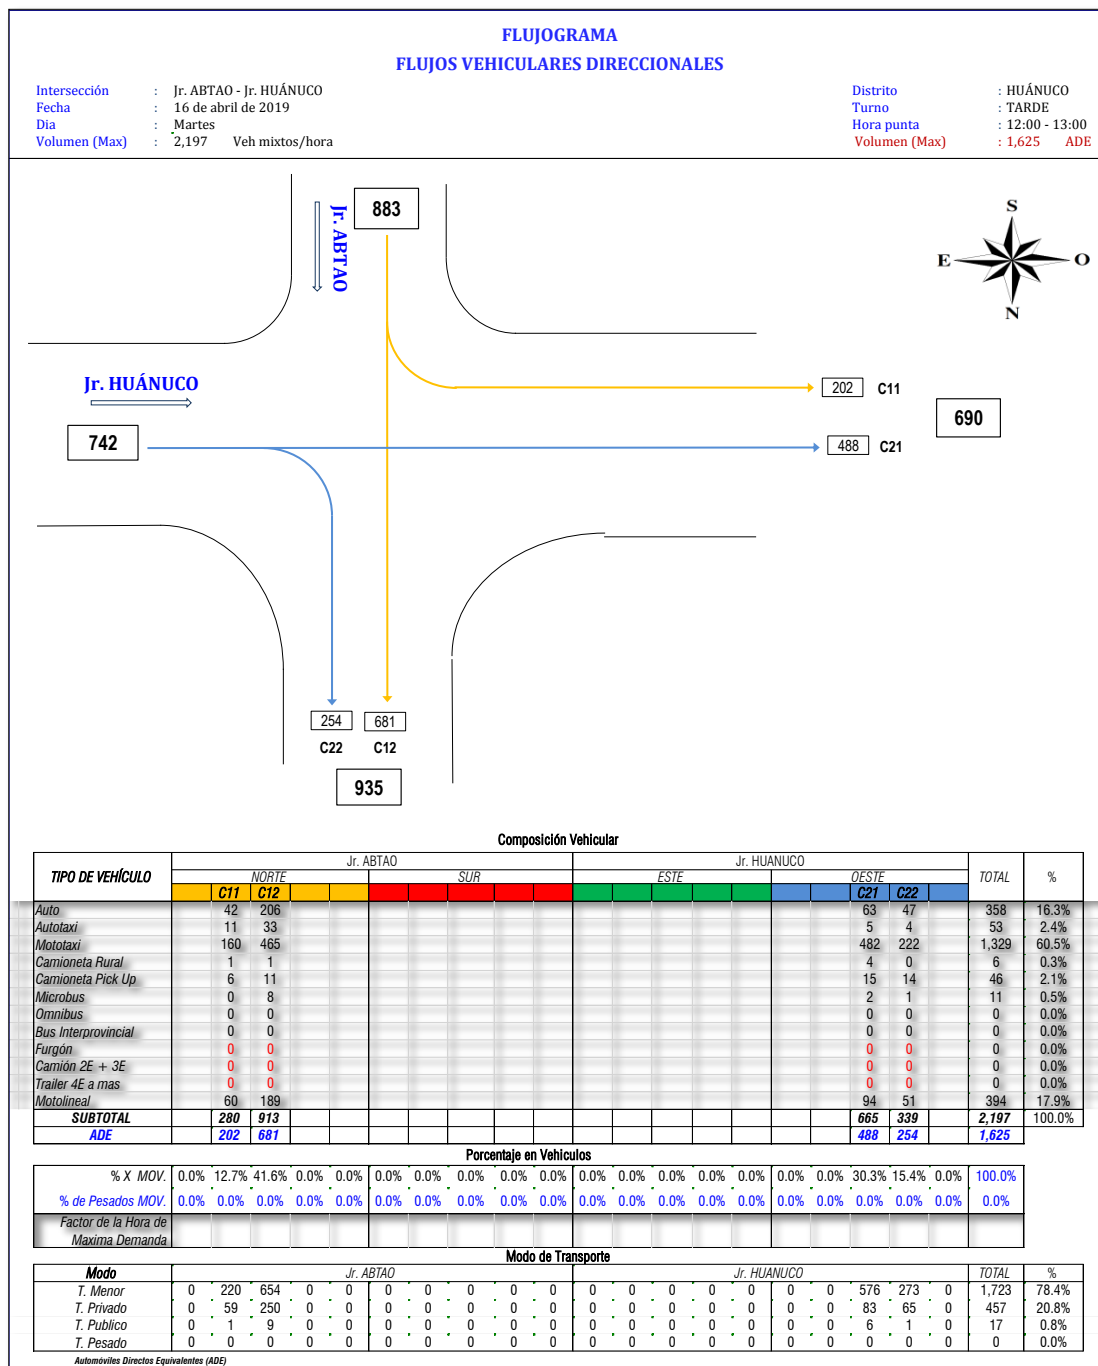 FLUJOGRAMA
FLUJOS VEHICULARES DIRECCIONALES
Intersección : Jr. ABTAO - Jr. HUÁNUCO Distrito : HUÁNUCO
Fecha : 16 de abril de 2019 Turno : TARDE
Dia : Martes Hora punta : 12:00 - 13:00
Volumen (Max) : 2,197 Veh mixtos/hora Volumen (Max) : 1,625 ADE
883
Jr. ABTAO
S
E O
N
Jr. HUÁNUCO
202 C11
690
742
488 C21
254 681
C22 C12
935
Composición Vehicular
TIPO DE VEHÍCULO Jr. ABTAO Jr. HUANUCO TOTAL %
NORTE SUR ESTE OESTE
C11 C12 C21 C22
Auto 42 206 63 47 358 16.3%
Autotaxi 11 33 5 4 53 2.4%
Mototaxi 160 465 482 222 1,329 60.5%
Camioneta Rural 1 1 4 0 6 0.3%
Camioneta Pick Up 6 11 15 14 46 2.1%
Microbus 0 8 2 1 11 0.5%
Omnibus 0 0 0 0 0 0.0%
Bus Interprovincial 0 0 0 0 0 0.0%
Furgón 0 0 0 0 0 0.0%
Camión 2E + 3E 0 0 0 0 0 0.0%
Trailer 4E a mas 0 0 0 0 0 0.0%
Motolineal 60 189 94 51 394 17.9%
SUBTOTAL 280 913 665 339 2,197 100.0%
ADE 202 681 488 254 1,625
Porcentaje en Vehiculos
% X MOV. 0.0% 12.7% 41.6% 0.0% 0.0% 0.0% 0.0% 0.0% 0.0% 0.0% 0.0% 0.0% 0.0% 0.0% 0.0% 0.0% 0.0% 30.3% 15.4% 0.0% 100.0%
% de Pesados MOV. 0.0% 0.0% 0.0% 0.0% 0.0% 0.0% 0.0% 0.0% 0.0% 0.0% 0.0% 0.0% 0.0% 0.0% 0.0% 0.0% 0.0% 0.0% 0.0% 0.0% 0.0%
Factor de la Hora de
Maxima Demanda
Modo de Transporte
Modo Jr. ABTAO Jr. HUANUCO TOTAL %
T. Menor 0 220 654 0 0 0 0 0 0 0 0 0 0 0 0 0 0 576 273 0 1,723 78.4%
T. Privado 0 59 250 0 0 0 0 0 0 0 0 0 0 0 0 0 0 83 65 0 457 20.8%
T. Publico 0 1 9 0 0 0 0 0 0 0 0 0 0 0 0 0 0 6 1 0 17 0.8%
T. Pesado 0 0 0 0 0 0 0 0 0 0 0 0 0 0 0 0 0 0 0 0 0 0.0%
Automóviles Directos Equivalentes (ADE)